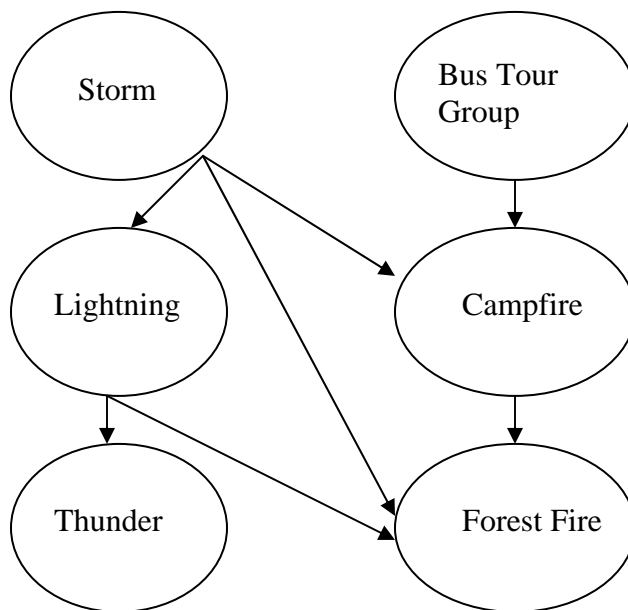 Storm
Bus Tour
Group
Lightning
Campfire
Thunder
Forest Fire